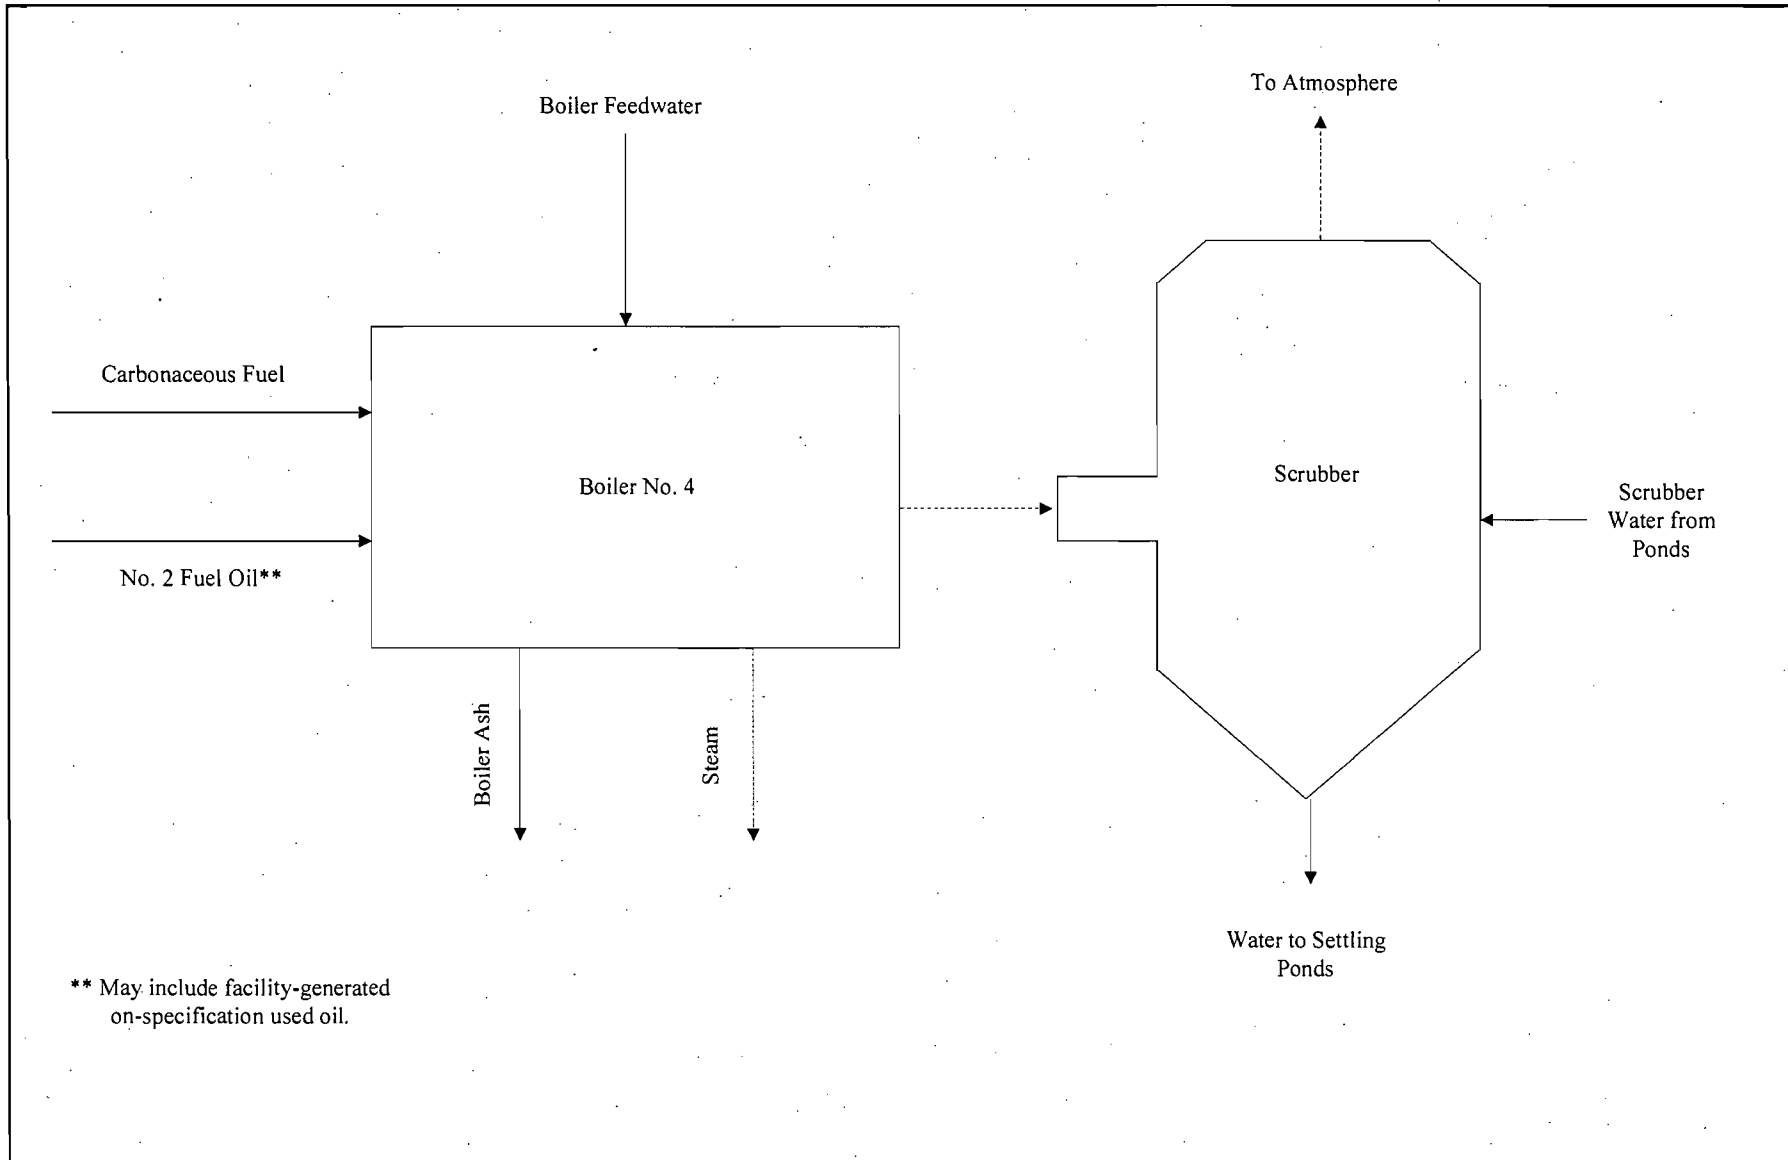 To Atmosphere
Boiler Feedwater
Carbonaceous Fuel
Boiler No. 4
Scrubber
Scrubber
Water from
Ponds
No. 2 Fuel Oil**
Boiler Ash
Steam
Water to Settling
Ponds
** May include facility-generated
on-specification used oil.